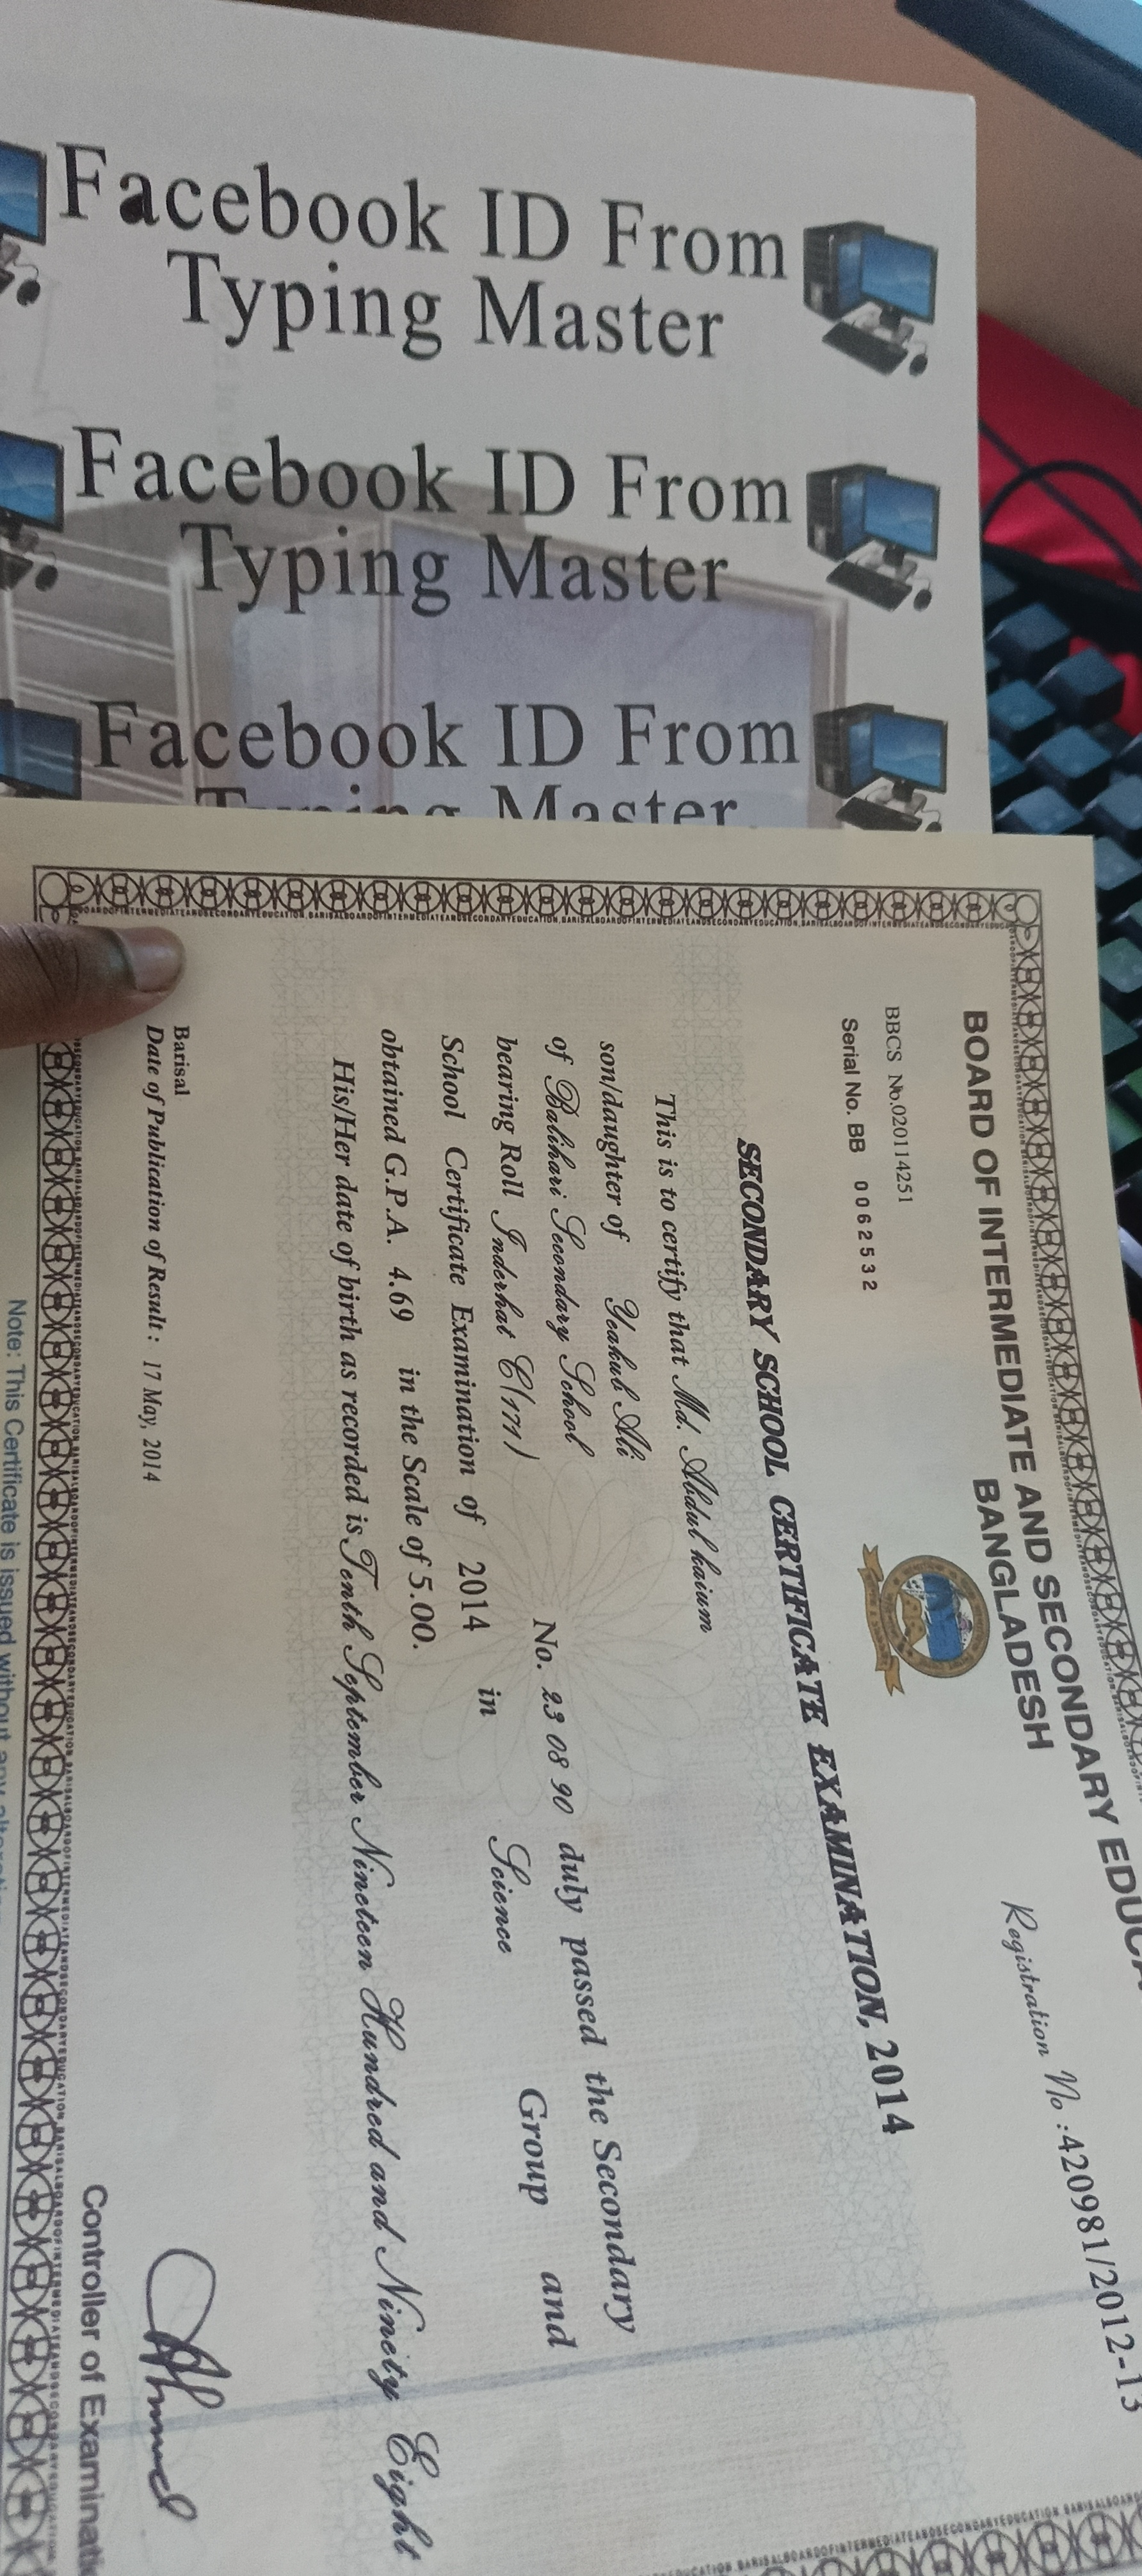 Facebook ID From
Typing Master
Facebook ID From
Typing Master
Facebook ID From
Typing Master
BOARD OF INTERMEDIATE AND SECONDARY
BANGLADESH
BBCS No.020114251
Serial No. BB 0062532
Registration No :420981/2012-13
SECONDARY SCHOOL CERTIFICATE EXAMINATION, 2014
This is to certify that Md. Abdul kaium
son/daughter of Yeakub Ali
of Balihari Secondary School
bearing Roll Inderhat C(171) No. 23 08 90 duly passed the Secondary
School Certificate Examination of 2014 in Science Group and
obtained G.P.A. 4.69 in the Scale of 5.00.
His/Her date of birth as recorded is Tenth September Nineteen Hundred and Ninety Eight
Barisal
Date of Publication of Result : 17 May, 2014
Controller of
Note: This Certificate is issued without any